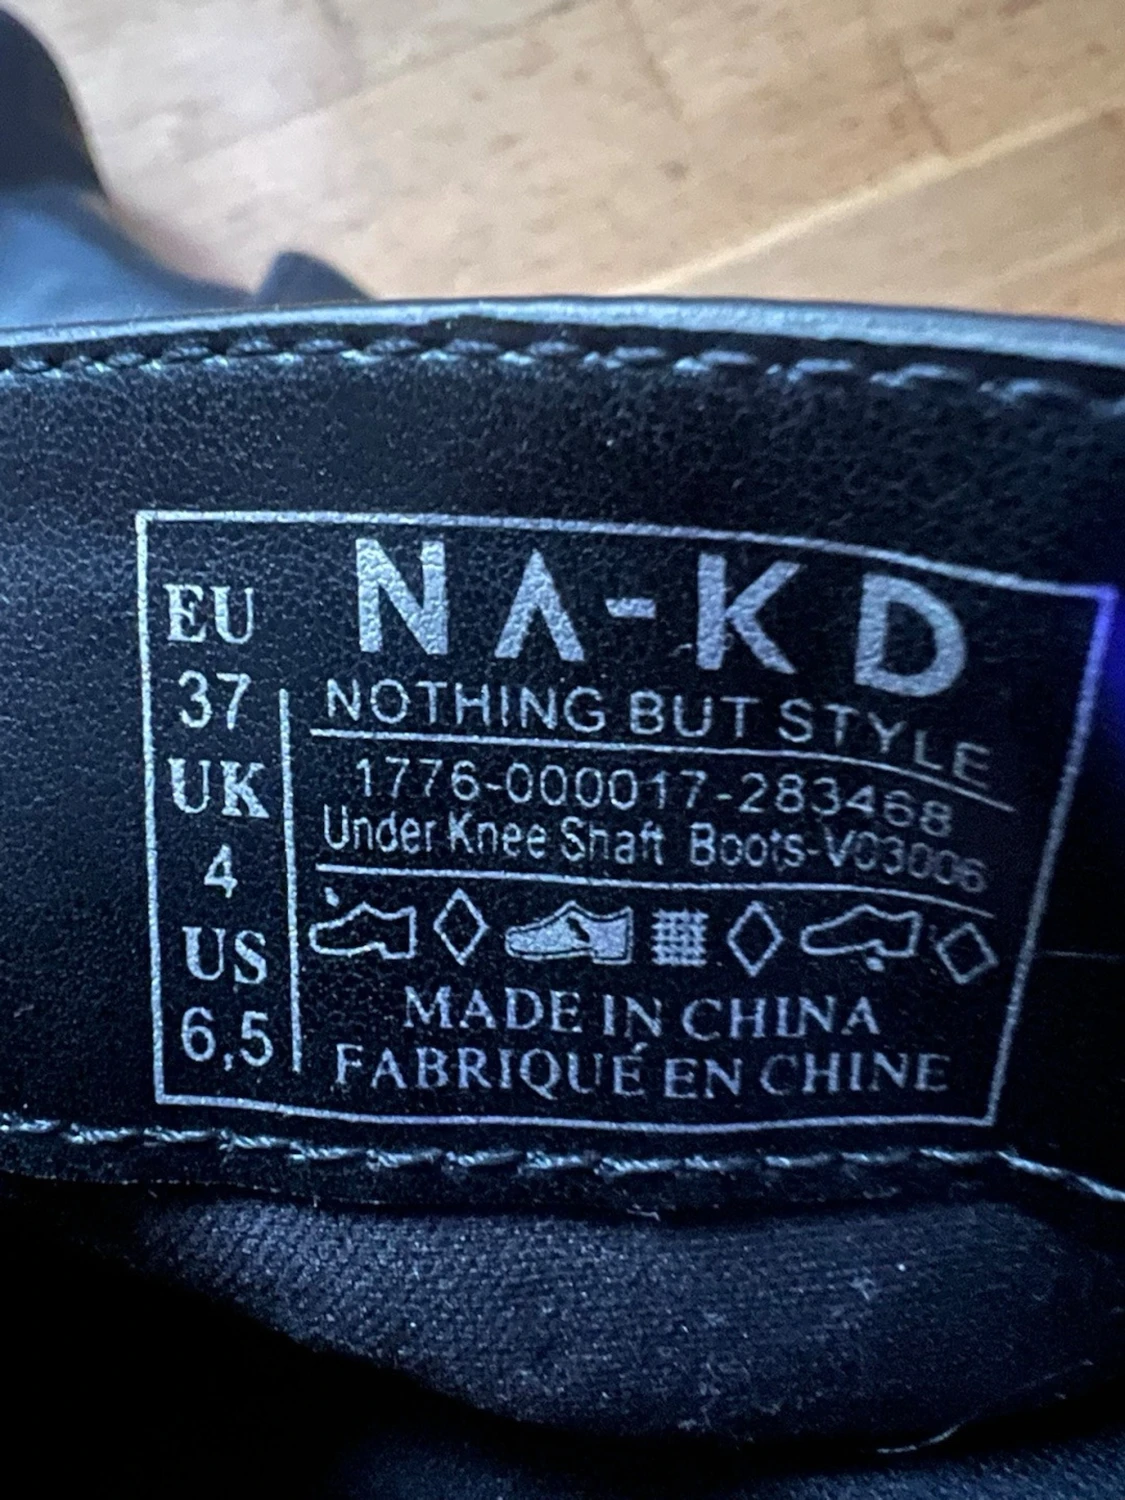 EU
37
UK
4
US
6,5
NA-KD
NOTHING BUT STYLE
1776-000017-283468
Under Knee Shaft Boots-V03006
MADE IN CHINA
FABRIQUÉ EN CHINE